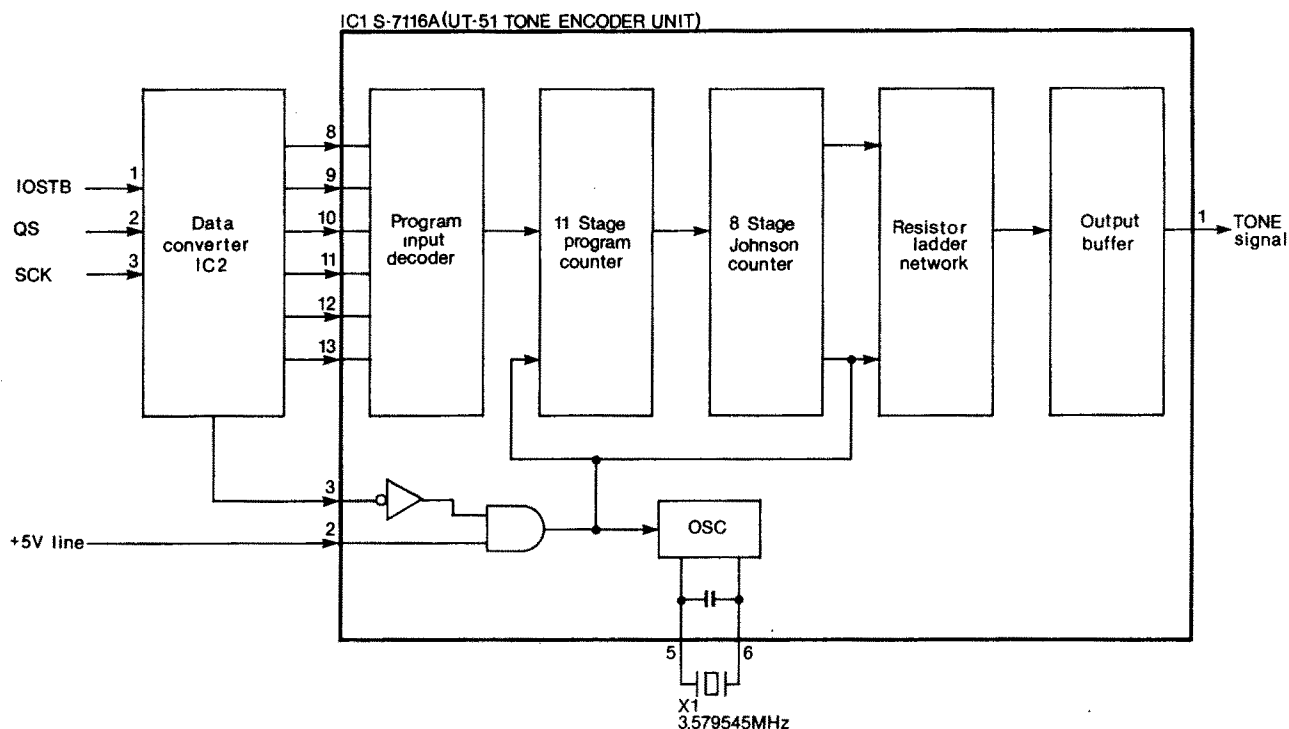 IC1 S-7116A(UT-51 TONE ENCODER UNIT)
IOSTB
1
QS
2
SCK
3
Data
converter
IC2
8
9
10
11
12
13
Program
input
decoder
11 Stage
program
counter
8 Stage
Johnson
counter
Resistor
ladder
network
Output
buffer
1
TONE
signal
3
2
+5V line
OSC
5
6
X1
3.579545MHz